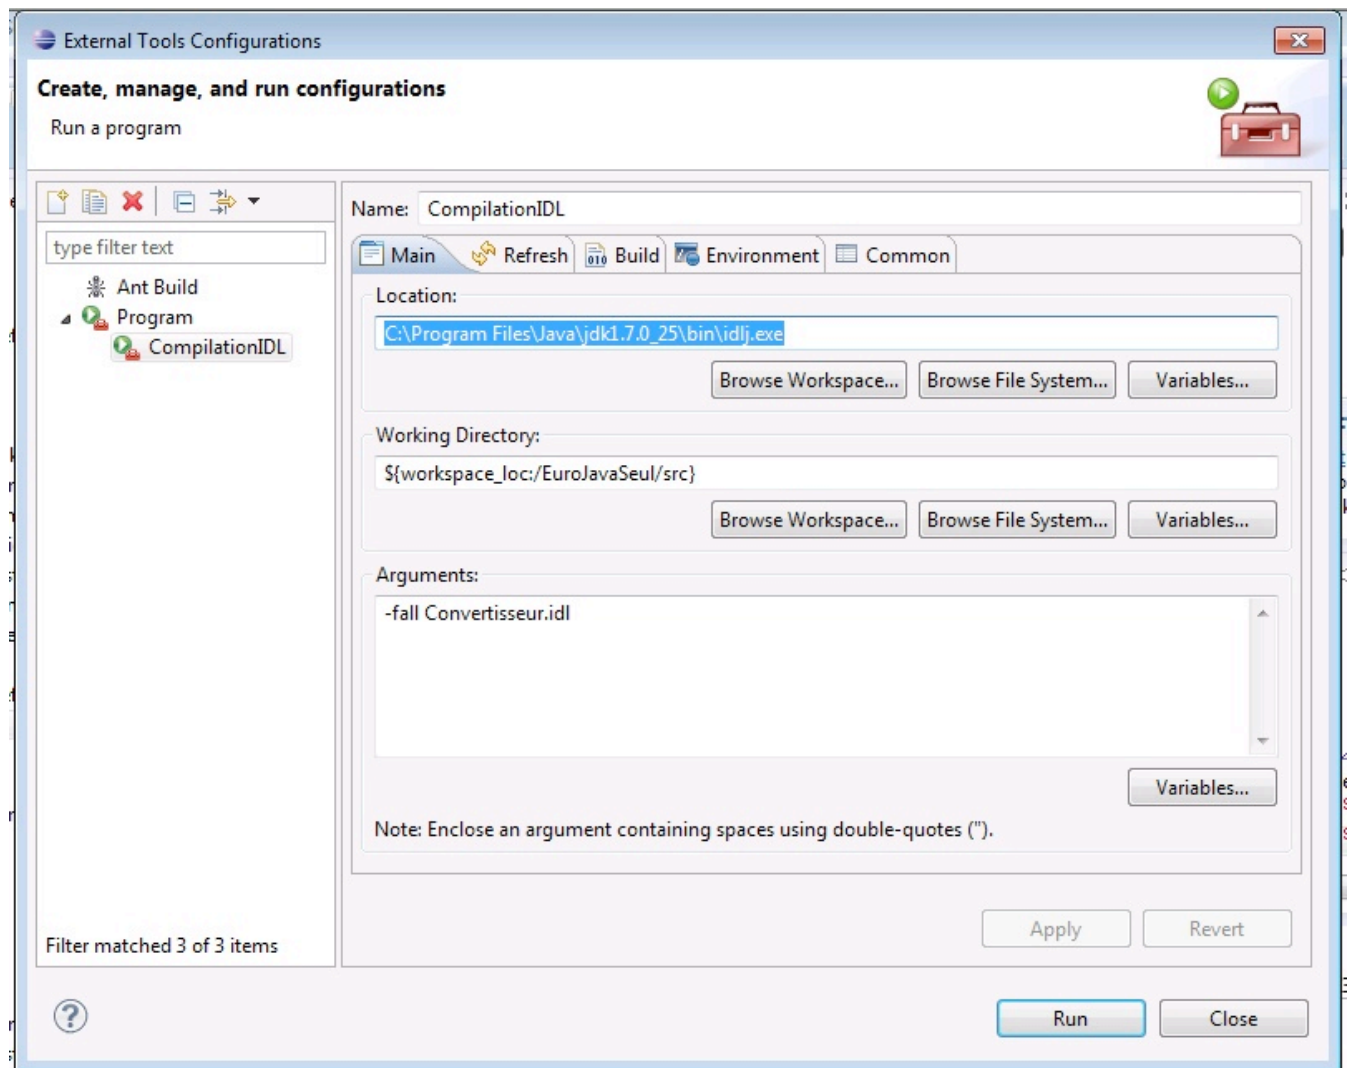 External Tools Configurations
Create, manage, and run configurations
Run a program
type filter text
Ant Build
Program
CompilationIDL
Filter matched 3 of 3 items
Name: CompilationIDL
Main Refresh Build Environment Common
Location:
C:\Program Files\Java\jdk1.7.0_25\bin\idlj.exe
Browse Workspace... Browse File System... Variables...
Working Directory:
${workspace_loc:/EuroJavaSeul/src}
Browse Workspace... Browse File System... Variables...
Arguments:
-fall Convertisseur.idl
Variables...
Note: Enclose an argument containing spaces using double-quotes (").
Apply Revert
Run Close